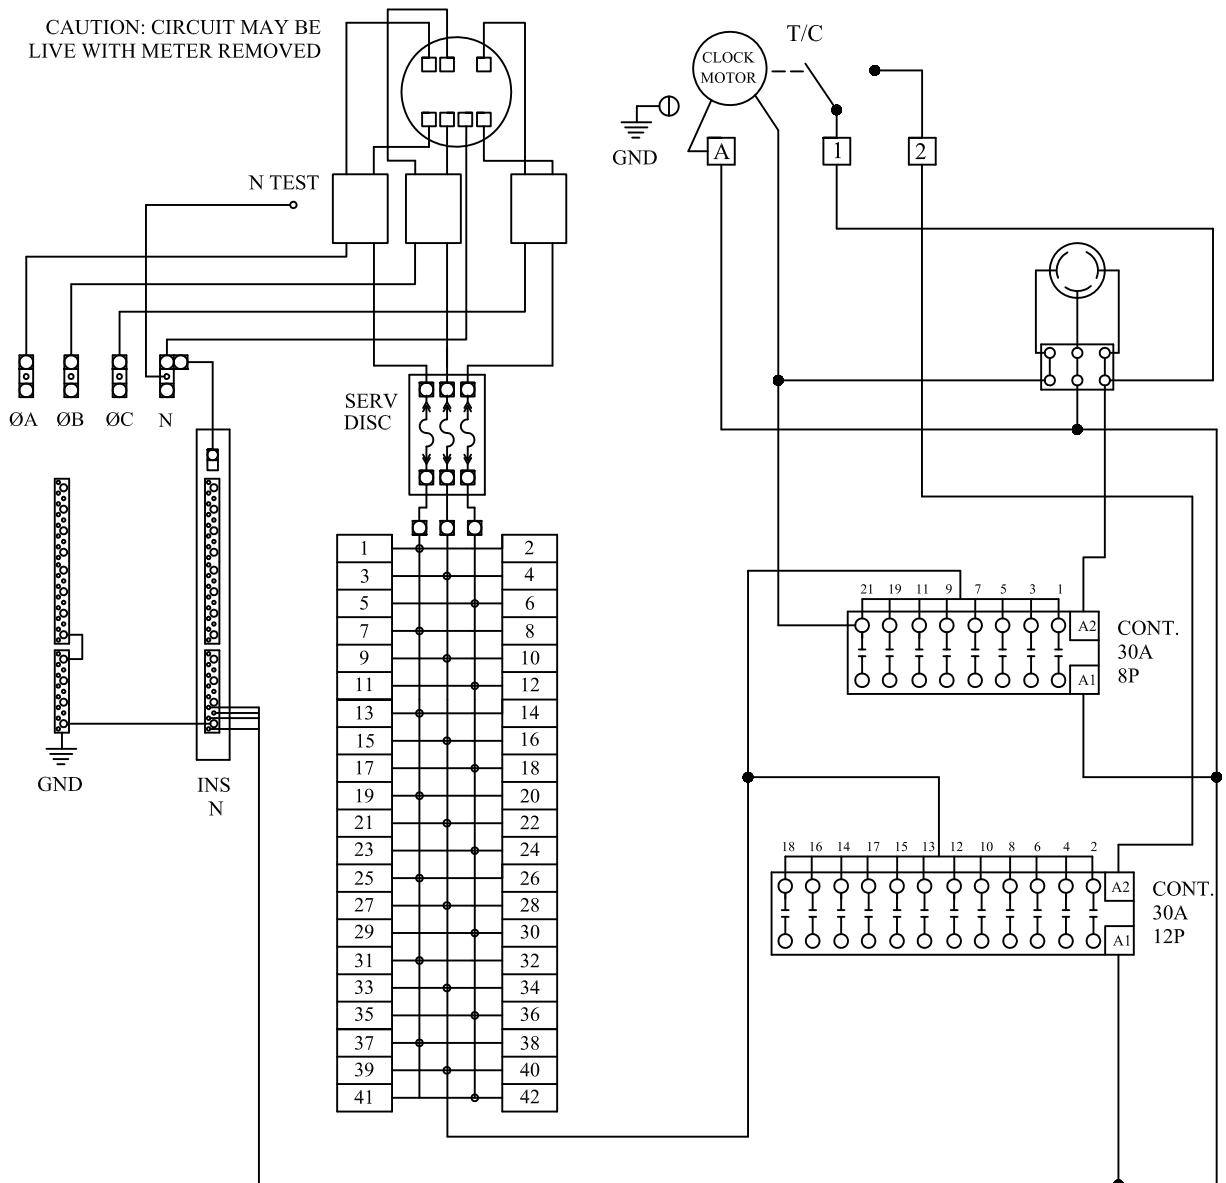 CAUTION: CIRCUIT MAY BE
LIVE WITH METER REMOVED
T/C
CLOCK
MOTOR
GND
A
1
2
N TEST
ØA
ØB
ØC
N
SERV
DISC
1 2
3 4
5 6
7 8
9 10
11 12
13 14
15 16
17 18
19 20
21 22
23 24
25 26
27 28
29 30
31 32
33 34
35 36
37 38
39 40
41 42
GND
INS
N
21 19 11 9 7 5 3 1
A2
A1
CONT.
30A
8P
18 16 14 17 15 13 12 10 8 6 4 2
A2
A1
CONT.
30A
12P